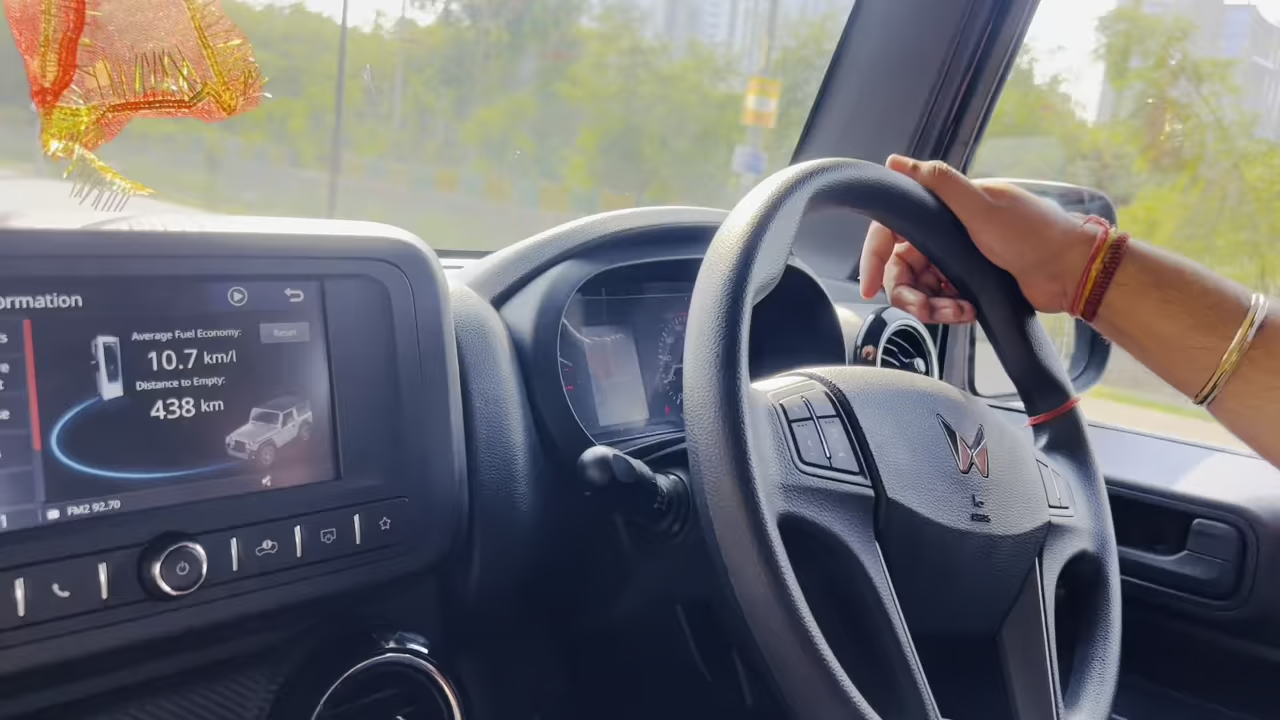 ormation
Average Fuel Economy:
Reset
10.7 km/l
Distance to Empty:
438 km
FM2 92.70